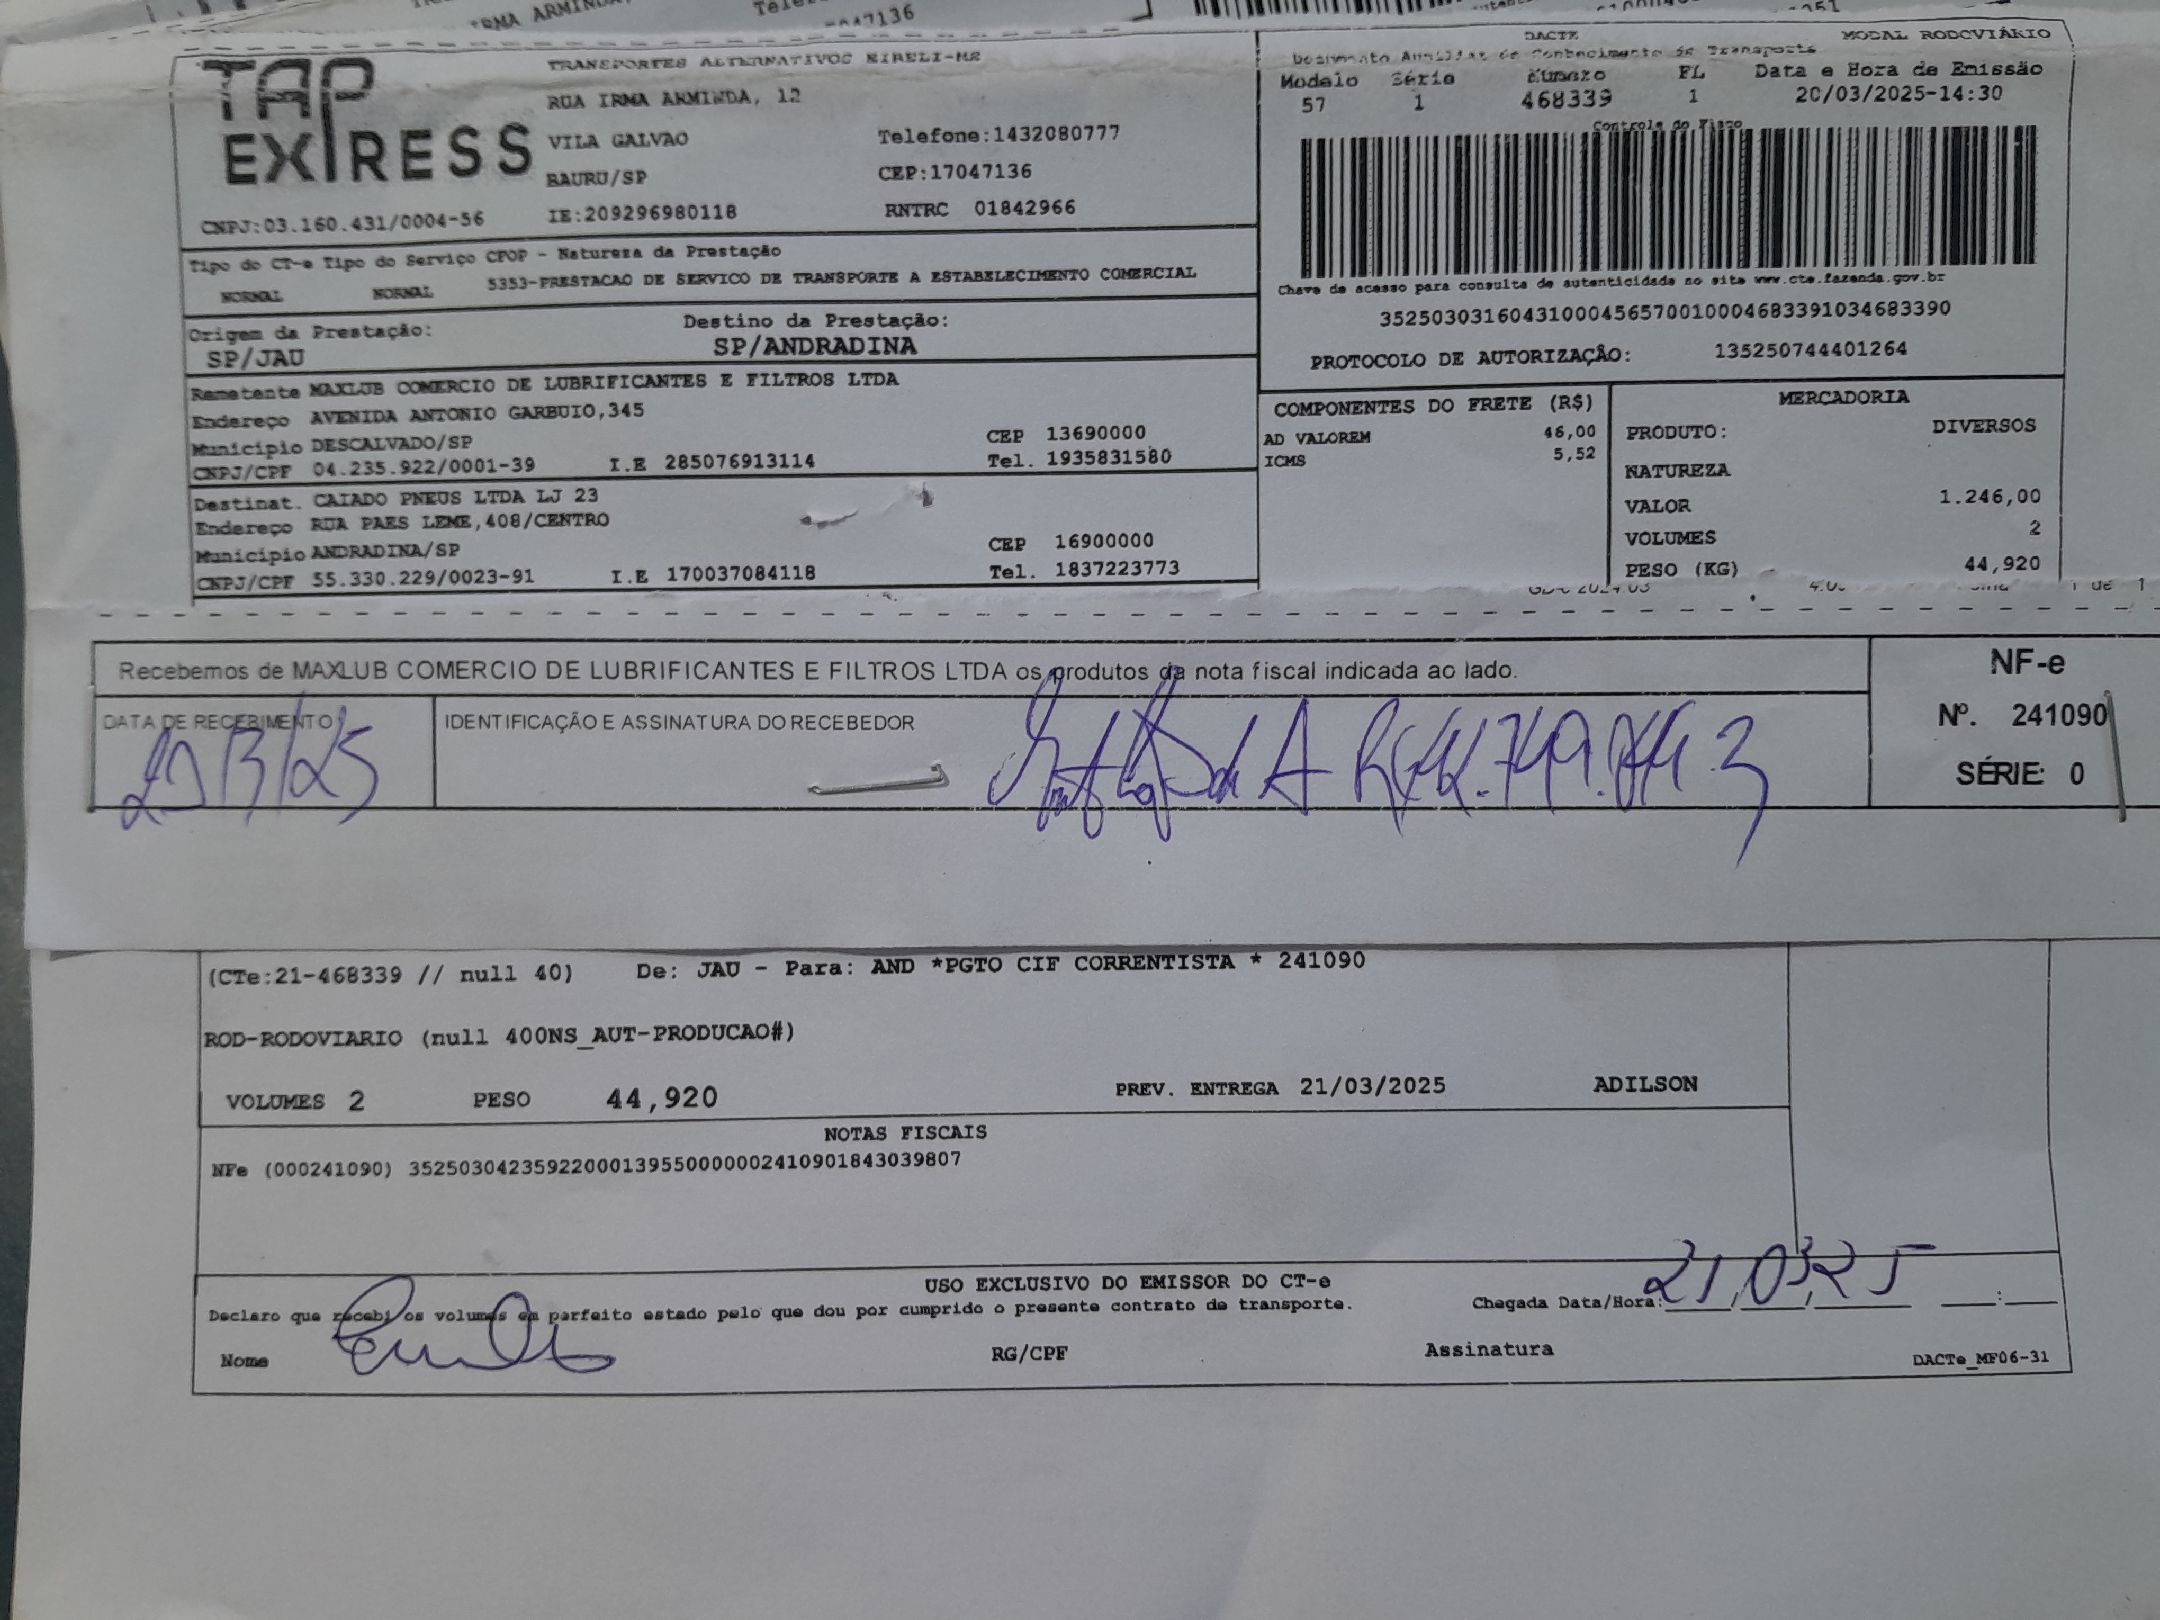 TAP
EXPRESS
TRANSPORTES ALTERNATIVOS EIRELI-ME
RUA IRMA ARMINDA, 12
VILA GALVAO Telefone:1432080777
BAURU/SP CEP:17047136
CNPJ:03.160.431/0004-56 IE:209296980118 RNTRC 01842966
DACTE MODAL RODOVIÁRIO
Documento Auxiliar de Conhecimento de Transporte
Modelo Série Número FL Data e Hora de Emissão
57 1 468339 1 20/03/2025-14:30
Controle do Fisco
Chave de acesso para consulta de autenticidade no site www.cte.fazenda.gov.br
35250303160431000456570010004683391034683390
PROTOCOLO DE AUTORIZAÇÃO: 135250744401264
Tipo do CT-e Tipo do Serviço CFOP - Natureza da Prestação
NORMAL NORMAL 5353-PRESTACAO DE SERVICO DE TRANSPORTE A ESTABELECIMENTO COMERCIAL
Origem da Prestação: Destino da Prestação:
SP/JAU SP/ANDRADINA
Remetente MAXLUB COMERCIO DE LUBRIFICANTES E FILTROS LTDA
Endereço AVENIDA ANTONIO GARBUIO,345
Município DESCALVADO/SP CEP 13690000
CNPJ/CPF 04.235.922/0001-39 I.E 285076913114 Tel. 1935831580
Destinat. CAIADO PNEUS LTDA LJ 23
Endereço RUA PAES LEME,408/CENTRO
Município ANDRADINA/SP CEP 16900000
CNPJ/CPF 55.330.229/0023-91 I.E 170037084118 Tel. 1837223773
COMPONENTES DO FRETE (R$)
AD VALOREM 46,00
ICMS 5,52
MERCADORIA
PRODUTO: DIVERSOS
NATUREZA
VALOR 1.246,00
VOLUMES 2
PESO (KG) 44,920
Recebemos de MAXLUB COMERCIO DE LUBRIFICANTES E FILTROS LTDA os produtos da nota fiscal indicada ao lado.
DATA DE RECEBIMENTO IDENTIFICAÇÃO E ASSINATURA DO RECEBEDOR
NF-e
Nº. 241090
SÉRIE: 0
(CTe:21-468339 // null 40) De: JAU - Para: AND *PGTO CIF CORRENTISTA * 241090
ROD-RODOVIARIO (null 400NS_AUT-PRODUCAO#)
VOLUMES 2 PESO 44,920 PREV. ENTREGA 21/03/2025 ADILSON
NOTAS FISCAIS
NFe (000241090) 35250304235922000139550000002410901843039807
USO EXCLUSIVO DO EMISSOR DO CT-e
Declaro que recebi os volumes em perfeito estado pelo que dou por cumprido o presente contrato de transporte. Chegada Data/Hora: 21,03,25 :
Nome RG/CPF Assinatura DACTe_MF06-31